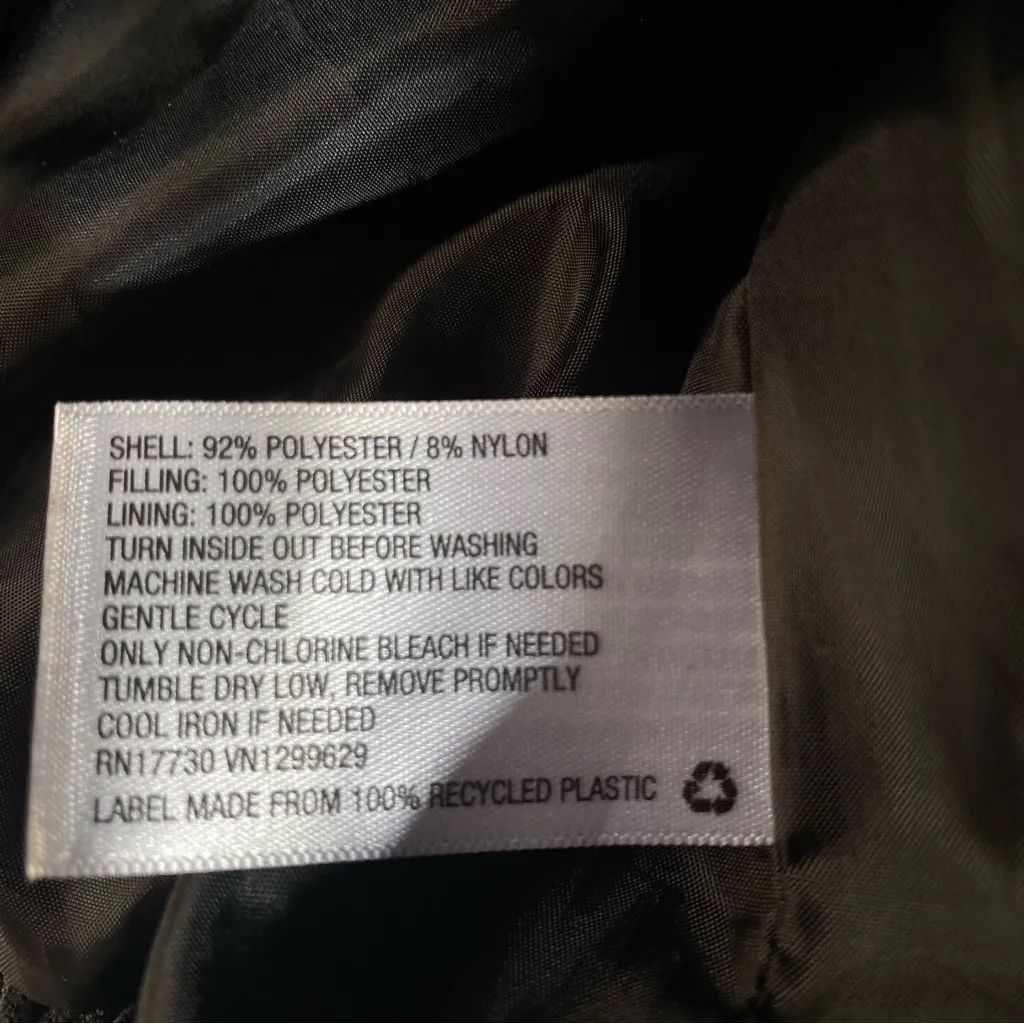 SHELL: 92% POLYESTER / 8% NYLON
FILLING: 100% POLYESTER
LINING: 100% POLYESTER
TURN INSIDE OUT BEFORE WASHING
MACHINE WASH COLD WITH LIKE COLORS
GENTLE CYCLE
ONLY NON-CHLORINE BLEACH IF NEEDED
TUMBLE DRY LOW, REMOVE PROMPTLY
COOL IRON IF NEEDED
RN17730 VN1299629
LABEL MADE FROM 100% RECYCLED PLASTIC